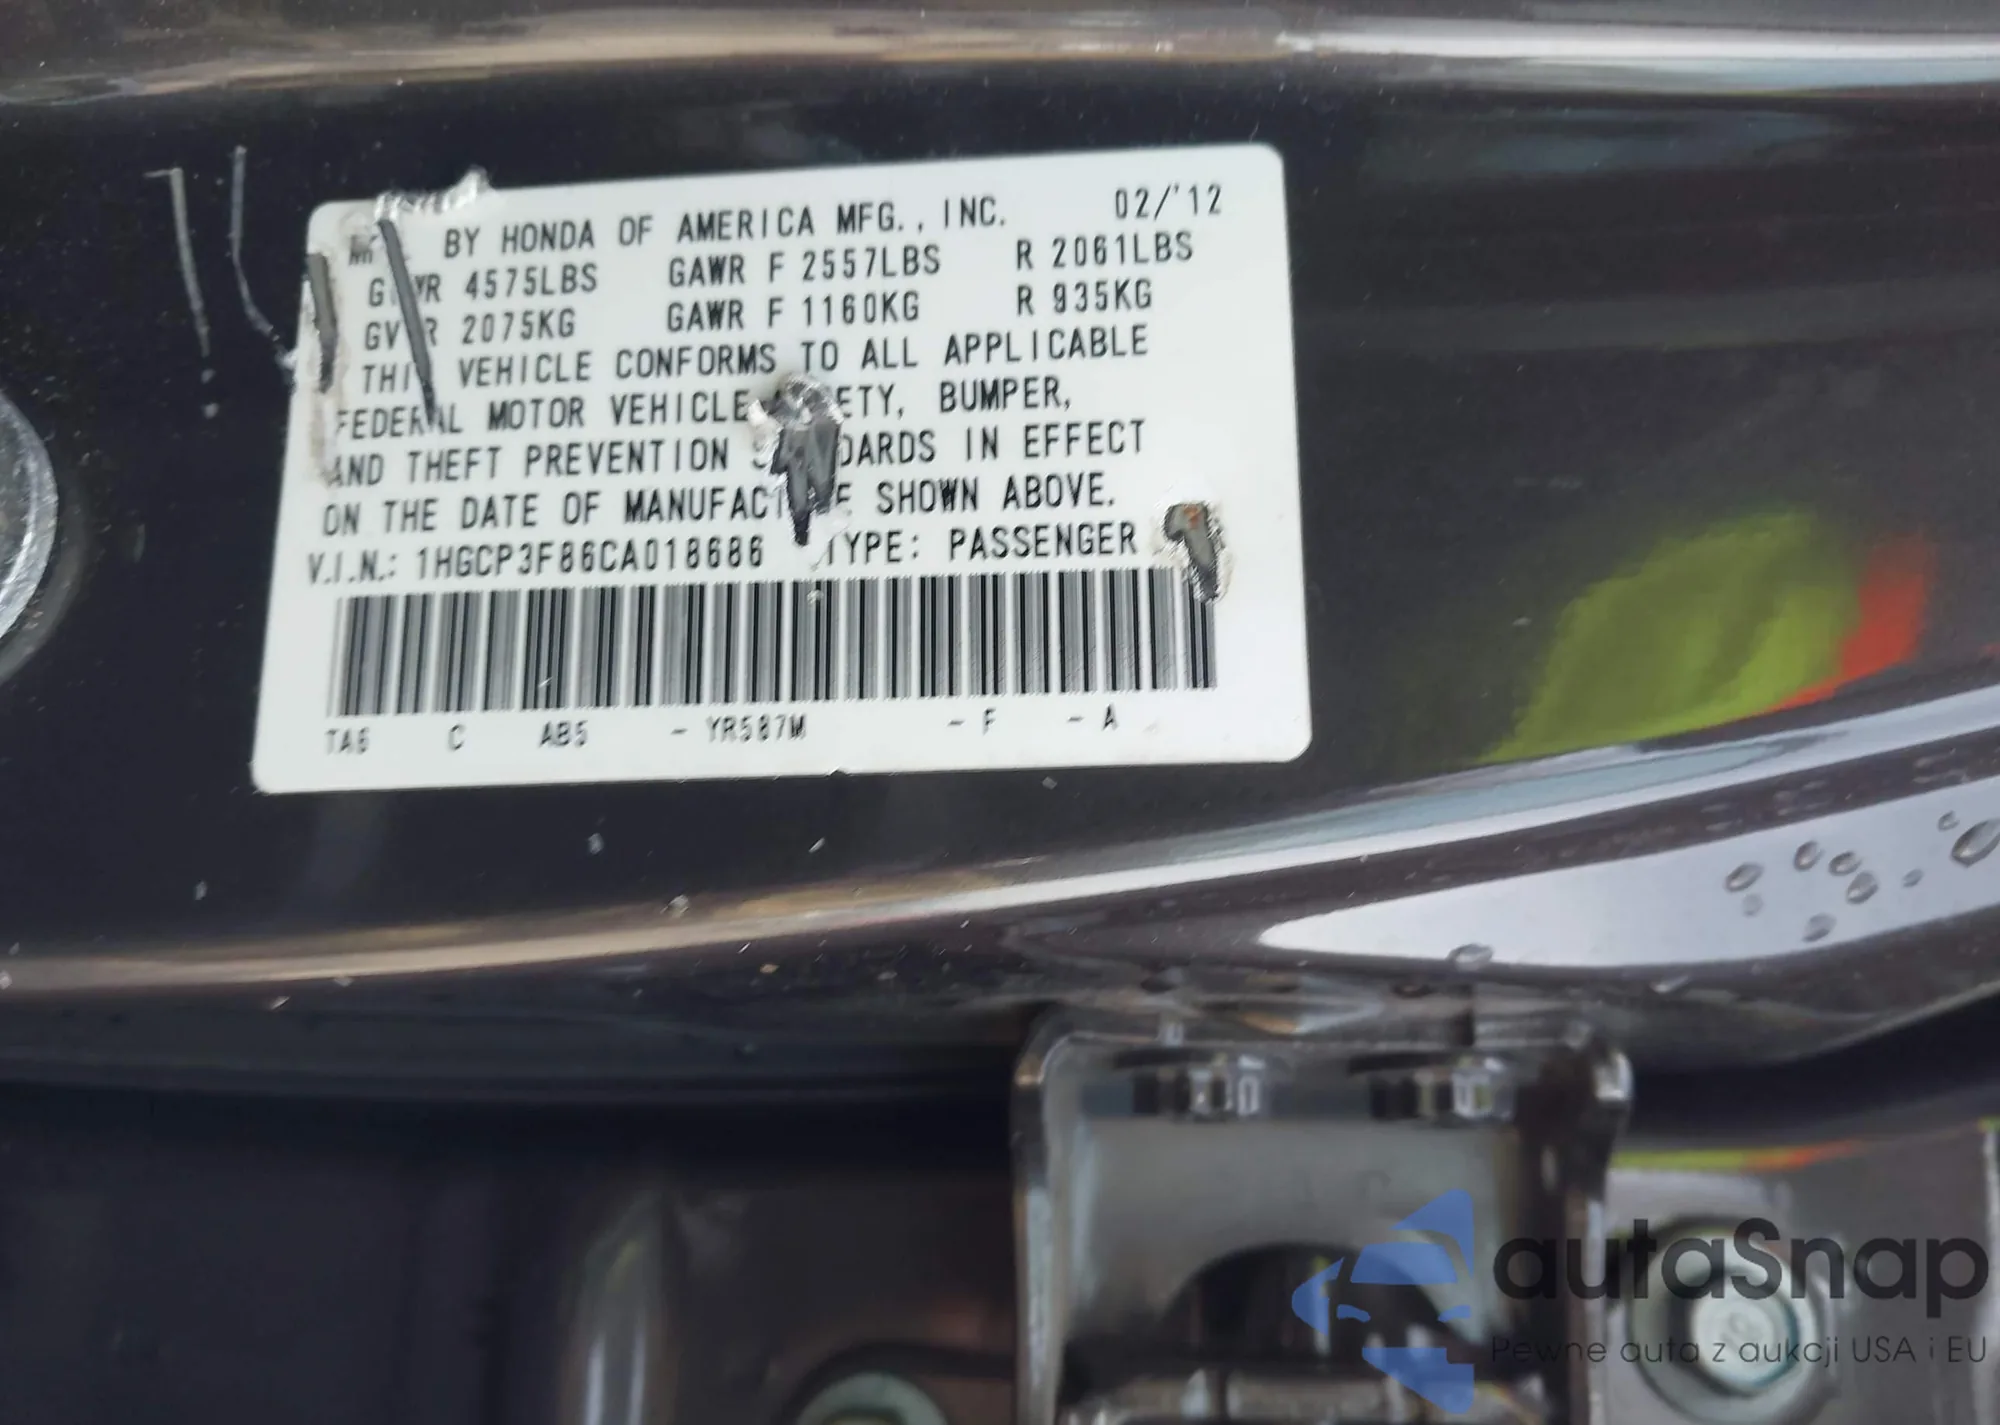 BY HONDA OF AMERICA MFG., INC. 02/'12
4575LBS GAWR F 2557LBS R 2061LBS
2075KG GAWR F 1160KG R 935KG
VEHICLE CONFORMS TO ALL APPLICABLE
FEDERAL MOTOR VEHICLE BUMPER,
AND THEFT PREVENTION IN EFFECT
ON THE DATE OF SHOWN ABOVE.
V.I.N.: 1HGCP3F86CA018686 TYPE: PASSENGER
TA6 C AB5 - YR587M - F - A
autaSnap
Pewne auta z aukcji USA i EU